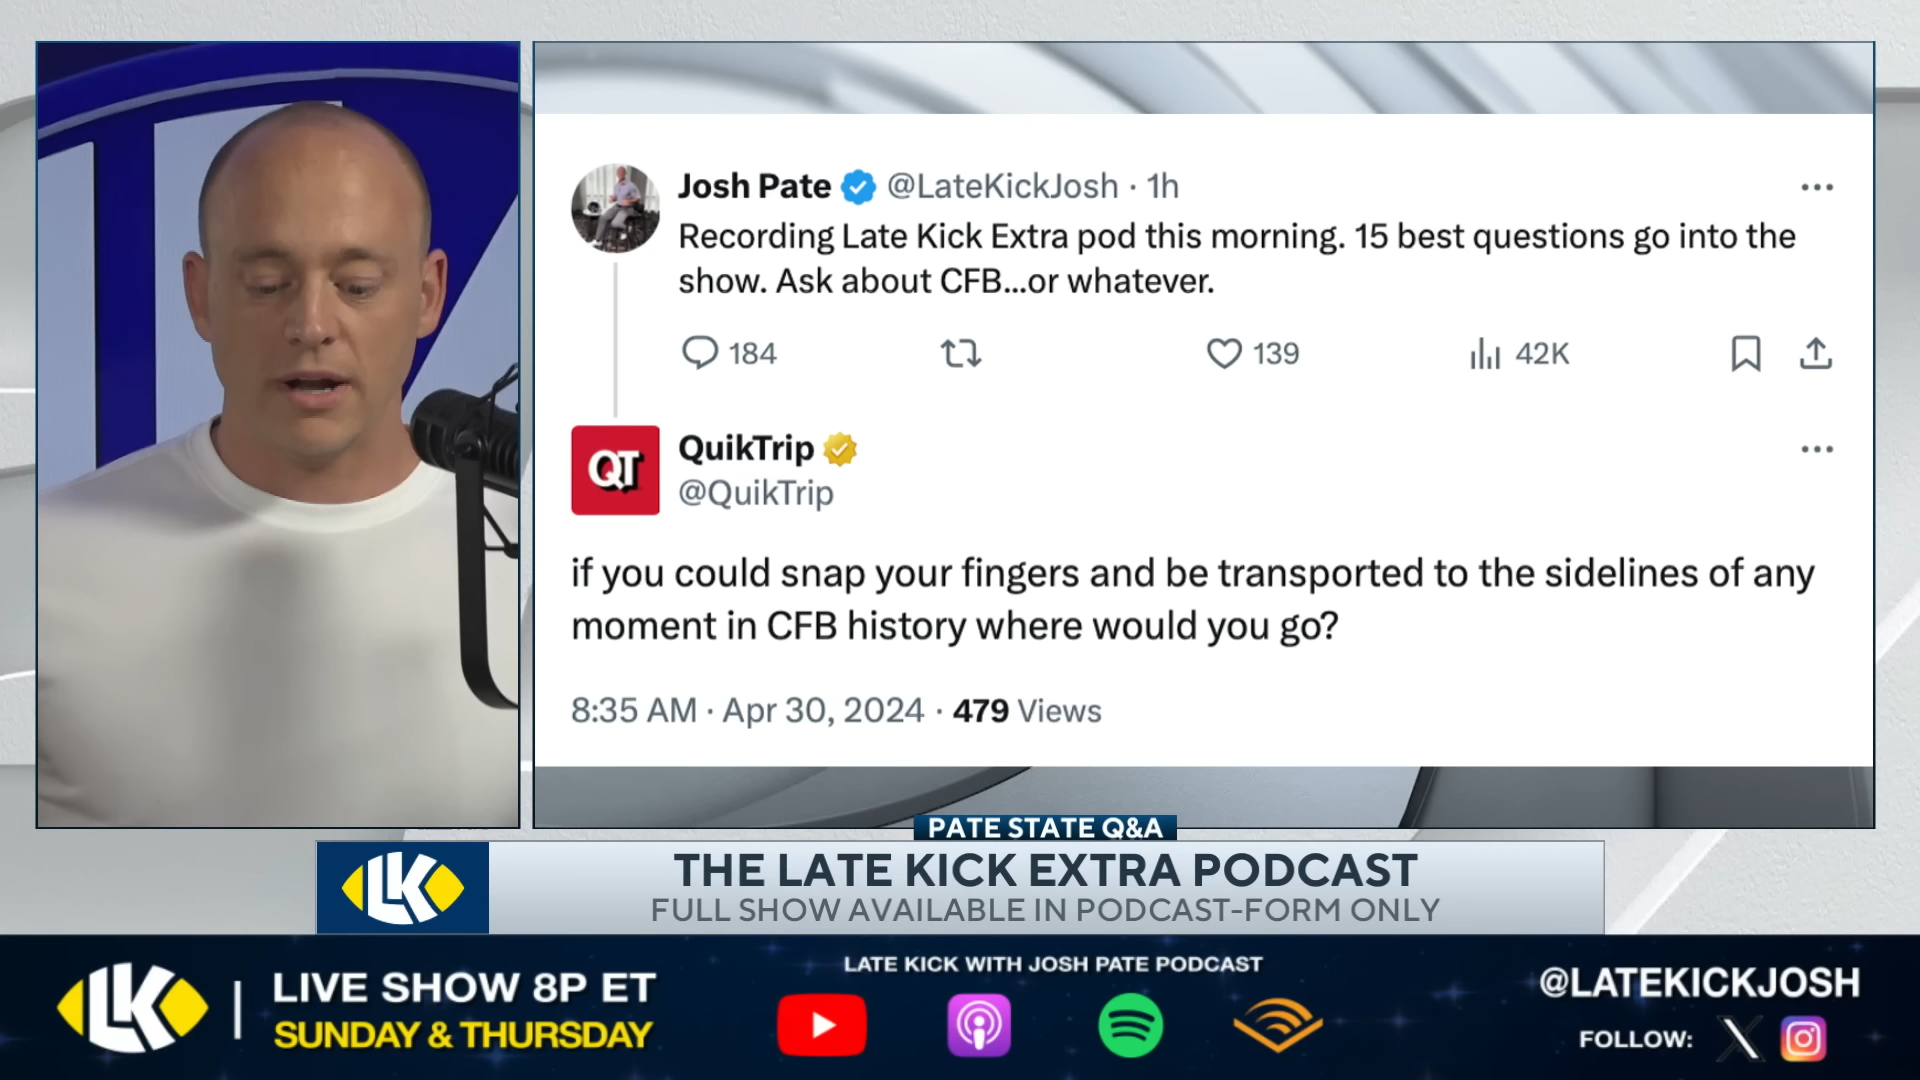 Josh Pate @LateKickJosh · 1h
Recording Late Kick Extra pod this morning. 15 best questions go into the
show. Ask about CFB...or whatever.
184 139 42K
QT
QuikTrip
@QuikTrip
if you could snap your fingers and be transported to the sidelines of any
moment in CFB history where would you go?
8:35 AM · Apr 30, 2024 · 479 Views
PATE STATE Q&A
LK
THE LATE KICK EXTRA PODCAST
FULL SHOW AVAILABLE IN PODCAST-FORM ONLY
LK
LIVE SHOW 8P ET
SUNDAY & THURSDAY
LATE KICK WITH JOSH PATE PODCAST
@LATEKICKJOSH
FOLLOW: